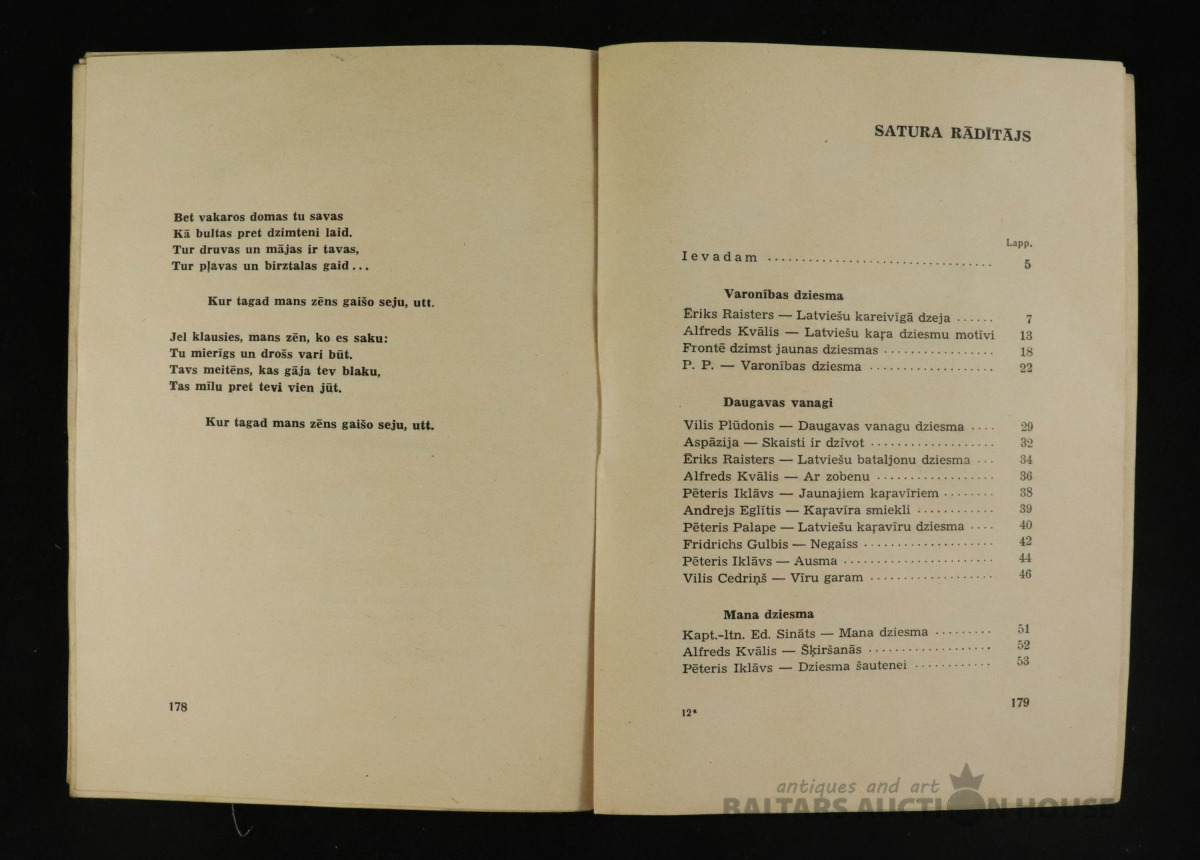 Bet vakaros domas tu savas
Kā bultas pret dzimteni laid.
Tur druvas un mājas ir tavas,
Tur pļavas un birztalas gaid...
Kur tagad mans zēns gaišo seju, utt.
Jel klausies, mans zēn, ko es saku:
Tu mierīgs un drošs vari būt.
Tavs meitēns, kas gāja tev blaku,
Tas mīlu pret tevi vien jūt.
Kur tagad mans zēns gaišo seju, utt.
178
SATURA RĀDĪTĀJS
Lapp.
Ievadam ................................. 5
Varonības dziesma
Ēriks Raisters — Latviešu kareivīgā dzeja ...... 7
Alfreds Kvālis — Latviešu kaŗa dziesmu motīvi 13
Frontē dzimst jaunas dziesmas ................. 18
P. P. — Varonības dziesma ................... 22
Daugavas vanagi
Vilis Plūdonis — Daugavas vanagu dziesma .... 29
Aspāzija — Skaisti ir dzīvot ................... 32
Ēriks Raisters — Latviešu bataljonu dziesma ... 34
Alfreds Kvālis — Ar zobenu .................. 36
Pēteris Iklāvs — Jaunajiem kaŗavīriem ........ 38
Andrejs Eglītis — Kaŗavīra smiekli ............ 39
Pēteris Palape — Latviešu kaŗavīru dziesma .... 40
Fridrichs Gulbis — Negaiss .................... 42
Pēteris Iklāvs — Ausma ....................... 44
Vilis Cedriņš — Vīru garam ................... 46
Mana dziesma
Kapt.-ltn. Ed. Sināts — Mana dziesma ......... 51
Alfreds Kvālis — Šķiršanās ................... 52
Pēteris Iklāvs — Dziesma šautenei ............ 53
12*
179
antiques and art
BALTARS AUCTION HOUSE